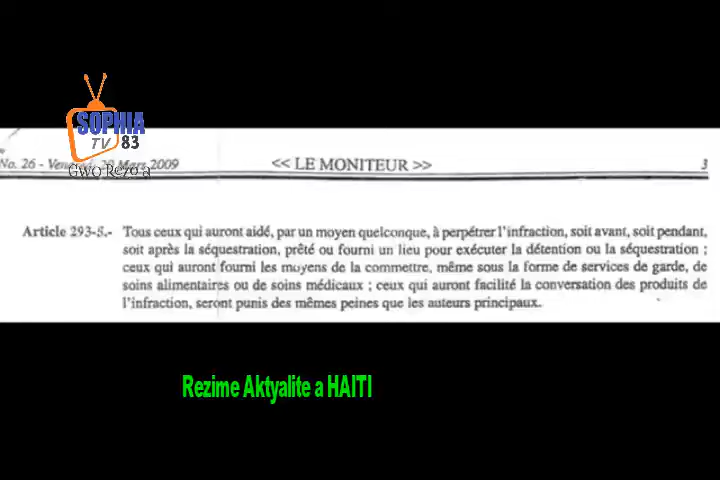 SOPHIA
TV 83
Gwo Rezo a
No. 26 - Vendredi 20 Mars 2009 << LE MONITEUR >> 3
Article 293-5.- Tous ceux qui auront aidé, par un moyen quelconque, à perpétrer l'infraction, soit avant, soit pendant,
soit après la séquestration, prêté ou fourni un lieu pour exécuter la détention ou la séquestration ;
ceux qui auront fourni les moyens de la commettre, même sous la forme de services de garde, de
soins alimentaires ou de soins médicaux ; ceux qui auront facilité la conversation des produits de
l'infraction, seront punis des mêmes peines que les auteurs principaux.
Rezime Aktyalite a HAITI